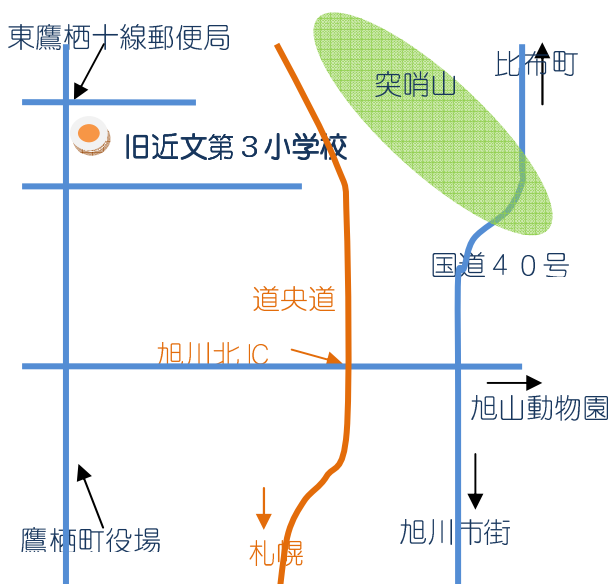 東鷹栖十線郵便局
比布町
突哨山
旧近文第３小学校
国道４０号
道央道
旭川北IC
旭山動物園
旭川市街
鷹栖町役場
札幌